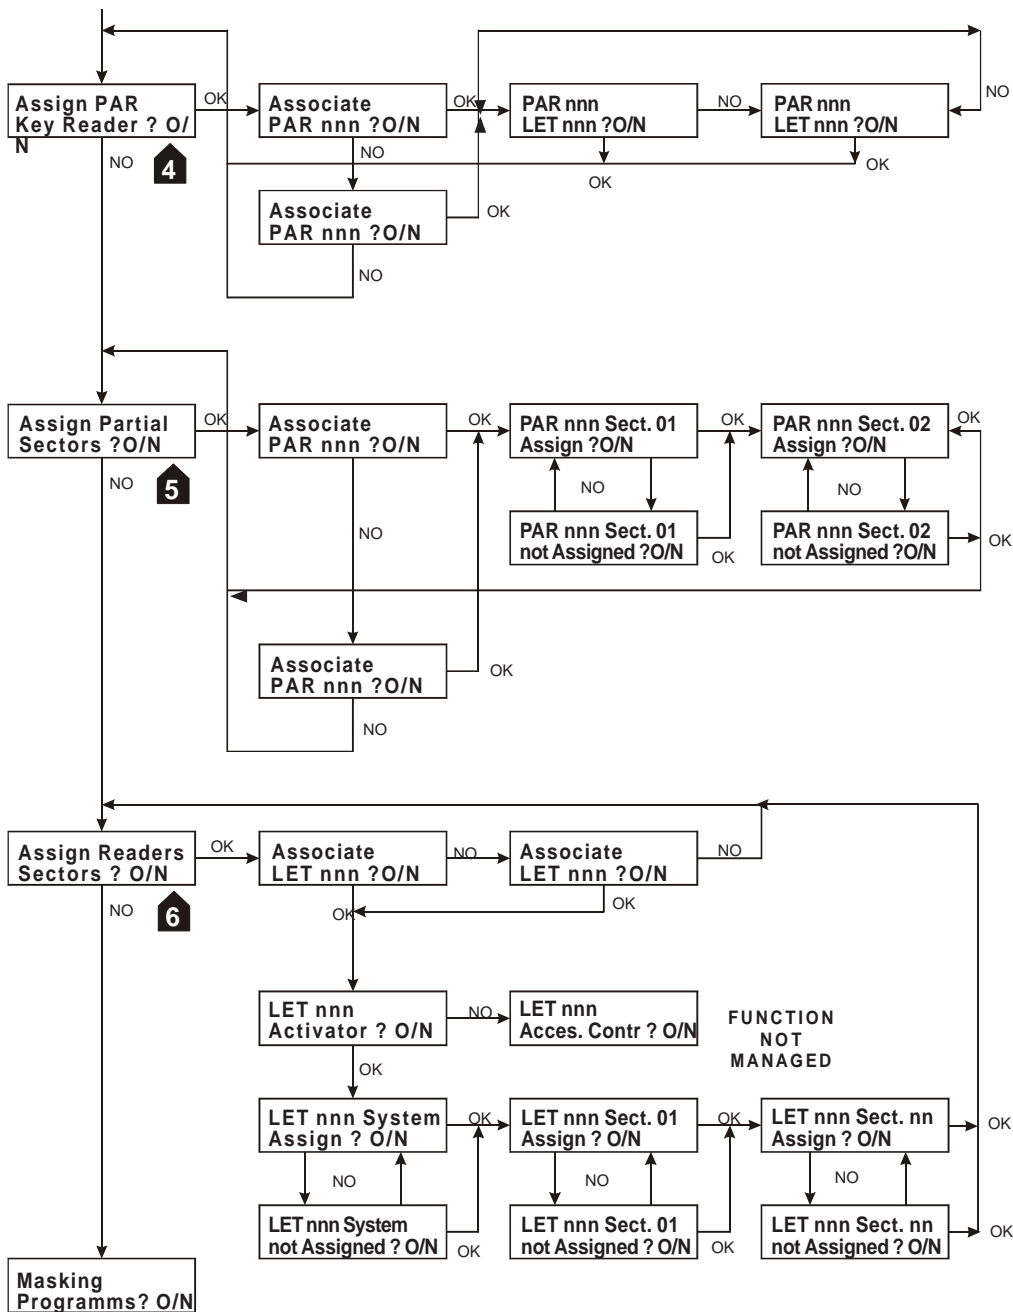 Assign PAR
Key Reader ? O/
N
OK
Associate
PAR nnn ?O/N
OK
PAR nnn
LET nnn ?O/N
NO
PAR nnn
LET nnn ?O/N
NO
NO
4
NO
OK
OK
Associate
PAR nnn ?O/N
OK
NO
Assign Partial
Sectors ?O/N
OK
Associate
PAR nnn ?O/N
OK
PAR nnn Sect. 01
Assign ?O/N
OK
PAR nnn Sect. 02
Assign ?O/N
OK
NO
5
NO
NO
NO
PAR nnn Sect. 01
not Assigned ?O/N
OK
PAR nnn Sect. 02
not Assigned ?O/N
OK
Associate
PAR nnn ?O/N
OK
NO
Assign Readers
Sectors ? O/N
OK
Associate
LET nnn ?O/N
NO
Associate
LET nnn ?O/N
NO
NO
6
OK
OK
LET nnn
Activator ? O/N
NO
LET nnn
Acces. Contr ? O/N
FUNCTION
NOT
MANAGED
OK
LET nnn System
Assign ? O/N
OK
LET nnn Sect. 01
Assign ? O/N
OK
LET nnn Sect. nn
Assign ? O/N
OK
NO
NO
NO
LET nnn System
not Assigned ? O/N
OK
LET nnn Sect. 01
not Assigned ? O/N
OK
LET nnn Sect. nn
not Assigned ? O/N
OK
Masking
Programms? O/N